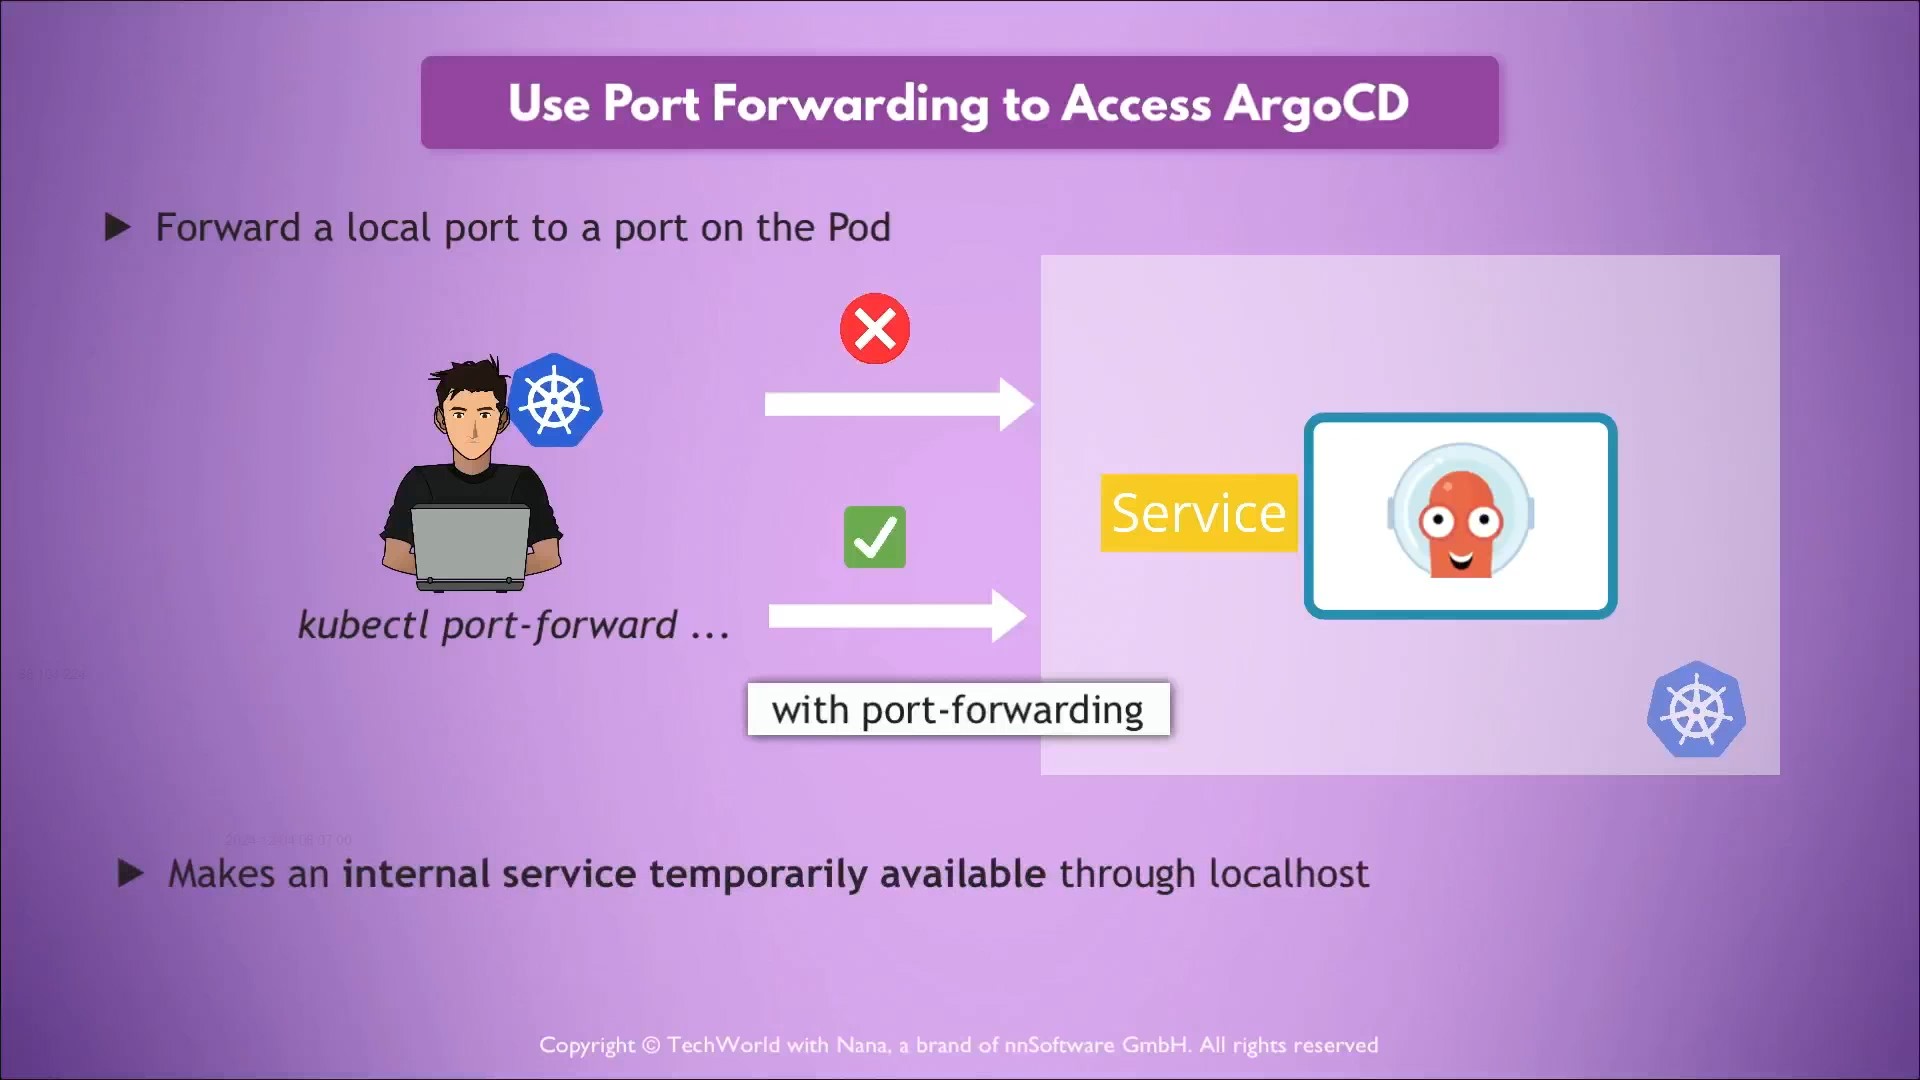 Use Port Forwarding to Access ArgoCD
Forward a local port to a port on the Pod
Service
kubectl port-forward ...
with port-forwarding
Makes an internal service temporarily available through localhost
Copyright © TechWorld with Nana, a brand of nnSoftware GmbH. All rights reserved